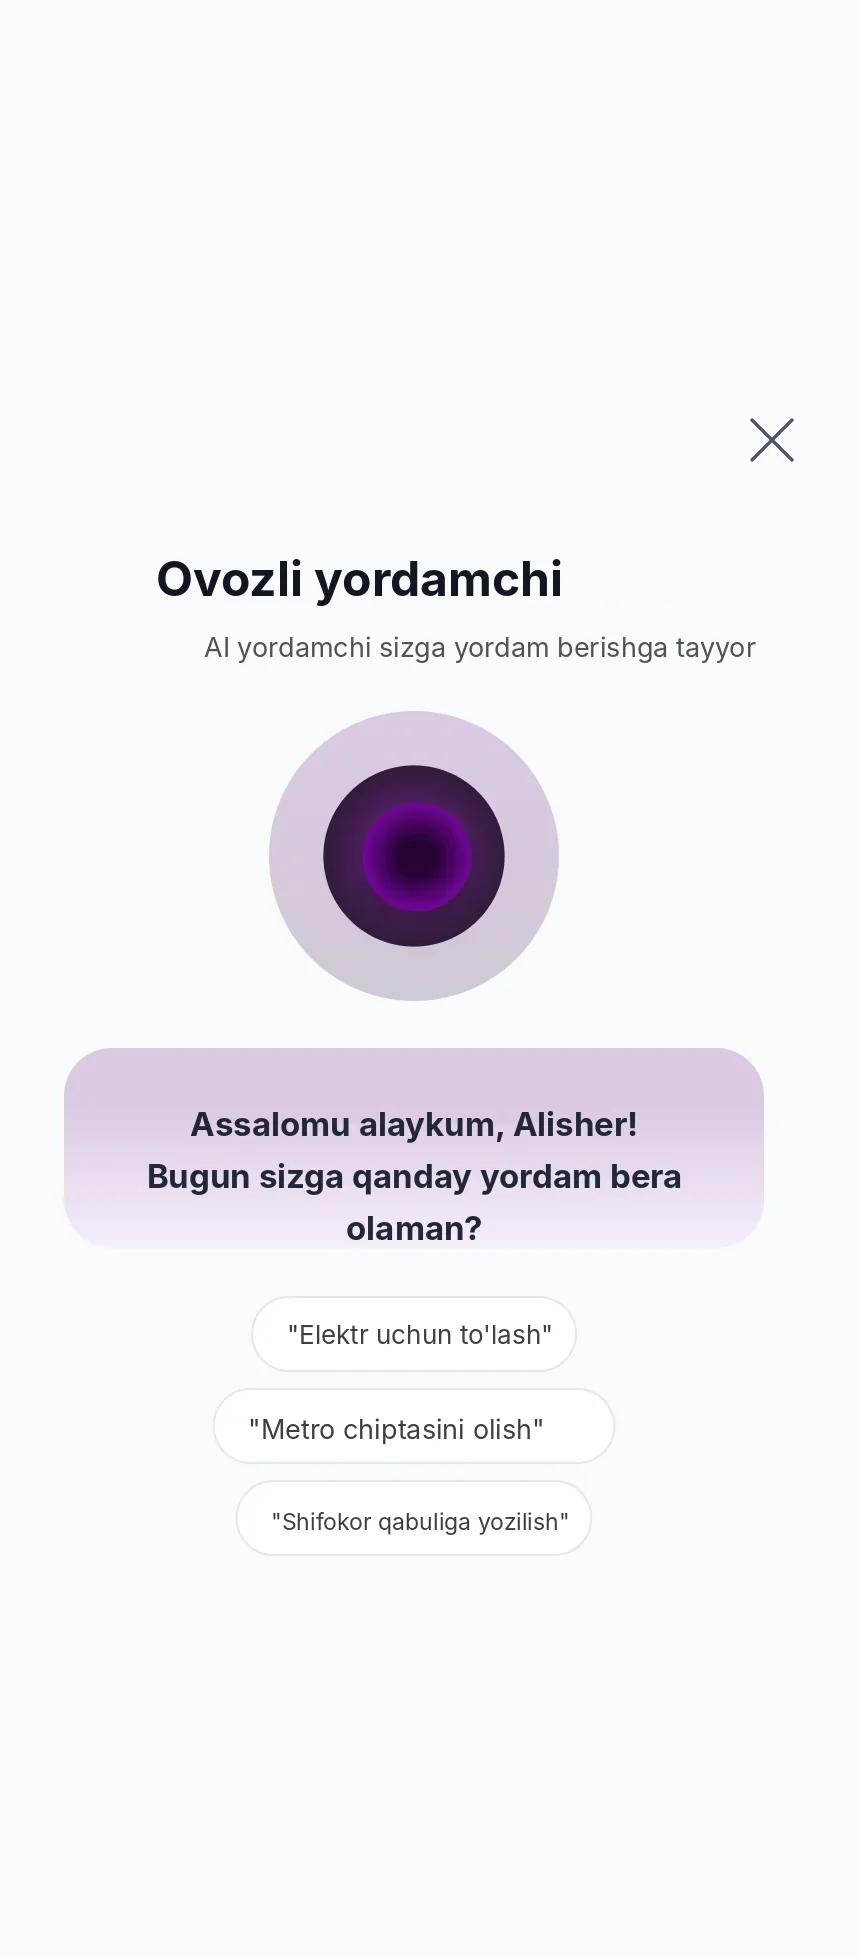 Ovozli yordamchi
AI yordamchi sizga yordam berishga tayyor
Assalomu alaykum, Alisher!
Bugun sizga qanday yordam bera
olaman?
"Elektr uchun to'lash"
"Metro chiptasini olish"
"Shifokor qabuliga yozilish"